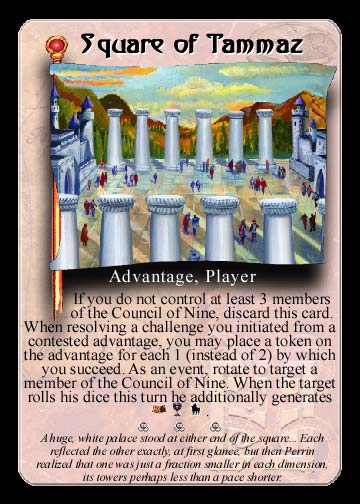 Square of Tammaz
Advantage, Player
If you do not control at least 3 members
of the Council of Nine, discard this card.
When resolving a challenge you initiated from a
contested advantage, you may place a token on
the advantage for each 1 (instead of 2) by which
you succeed. As an event, rotate to target a
member of the Council of Nine. When the target
rolls his dice this turn he additionally generates
A huge, white palace stood at either end of the square... Each
reflected the other exactly, at first glance, but then Perrin
realized that one was just a fraction smaller in each dimension,
its towers perhaps less than a pace shorter.